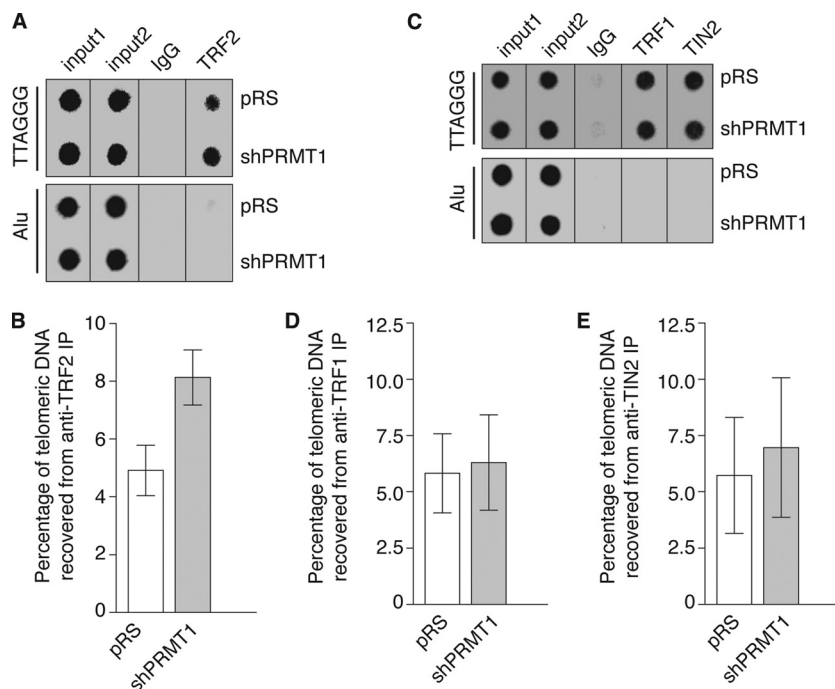 A
input1 input2 IgG TRF2
TTAGGG
pRS
shPRMT1
Alu
pRS
shPRMT1
C
input1 input2 IgG TRF1 TIN2
TTAGGG
pRS
shPRMT1
Alu
pRS
shPRMT1
B
Percentage of telomeric DNA
recovered from anti-TRF2 IP
10
8
6
4
2
0
pRS
shPRMT1
D
Percentage of telomeric DNA
recovered from anti-TRF1 IP
12.5
10.0
7.5
5.0
2.5
0
pRS
shPRMT1
E
Percentage of telomeric DNA
recovered from anti-TIN2 IP
12.5
10.0
7.5
5.0
2.5
0
pRS
shPRMT1